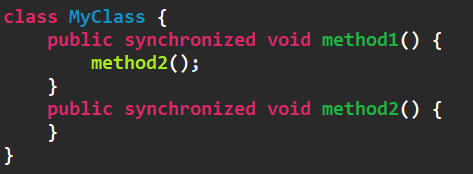 class MyClass {
    public synchronized void method1() {
        method2();
    }
    public synchronized void method2() {
    }
}